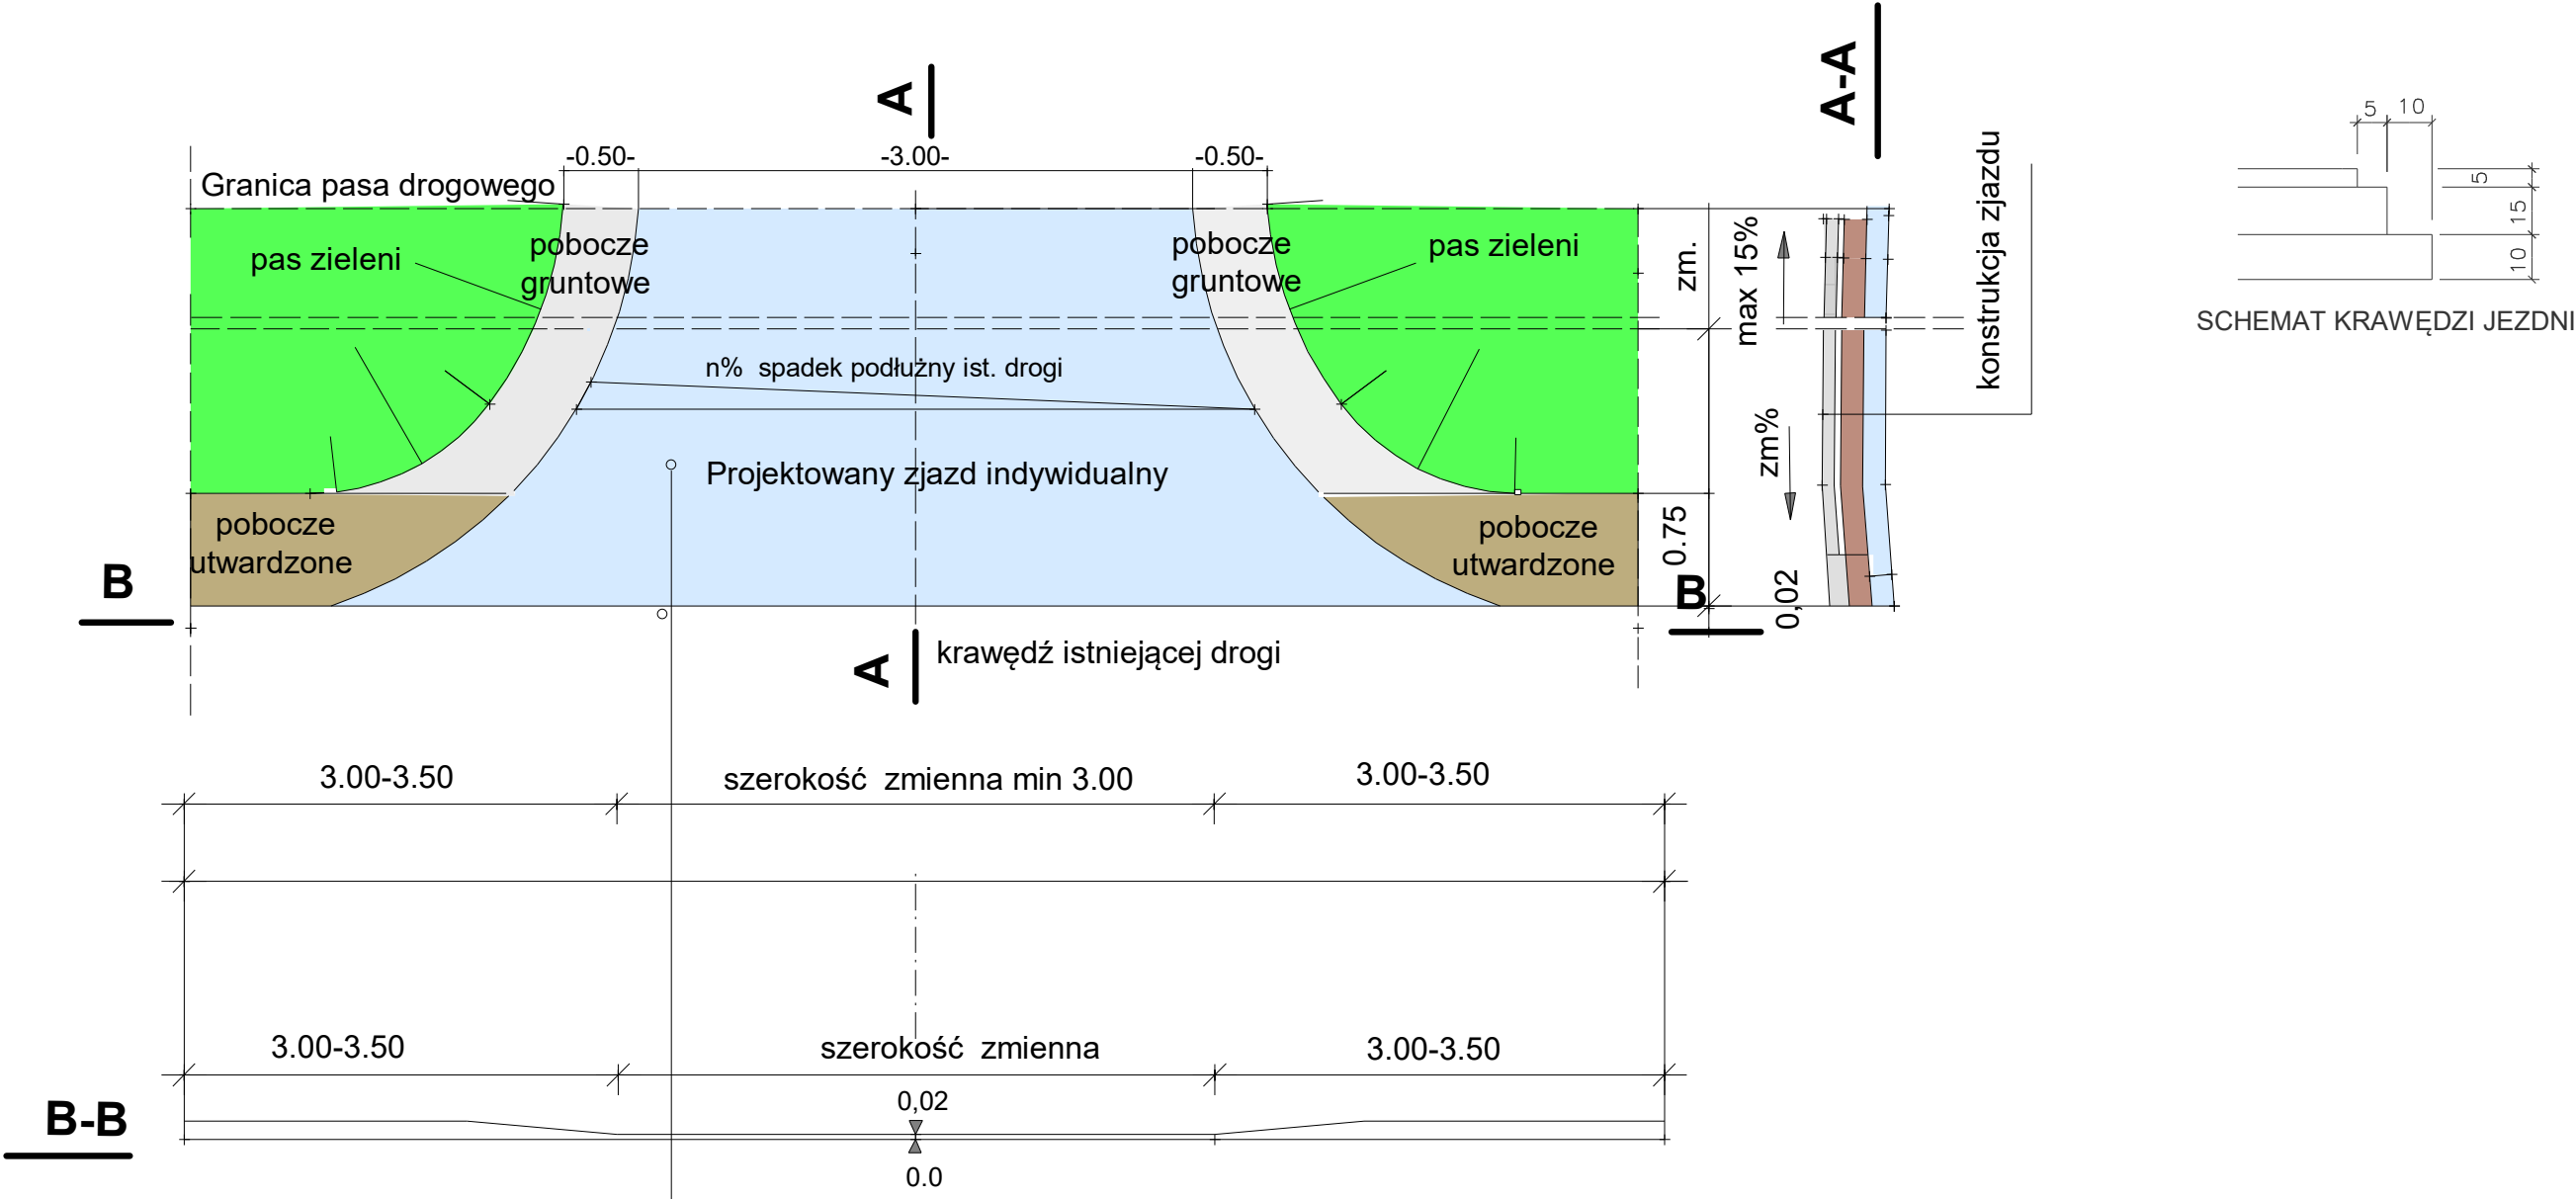 A
A-A
5
10
5
15
10
SCHEMAT KRAWĘDZI JEZDNI
-0.50-
-3.00-
-0.50-
Granica pasa drogowego
pas zieleni
pobocze
gruntowe
pobocze
gruntowe
pas zieleni
zm.
max 15%
konstrukcja zjazdu
n% spadek podłużny ist. drogi
zm%
Projektowany zjazd indywidualny
pobocze
utwardzone
pobocze
utwardzone
0.75
0,02
B
B
A
krawędź istniejącej drogi
3.00-3.50
szerokość zmienna min 3.00
3.00-3.50
3.00-3.50
szerokość zmienna
3.00-3.50
0,02
B-B
0.0